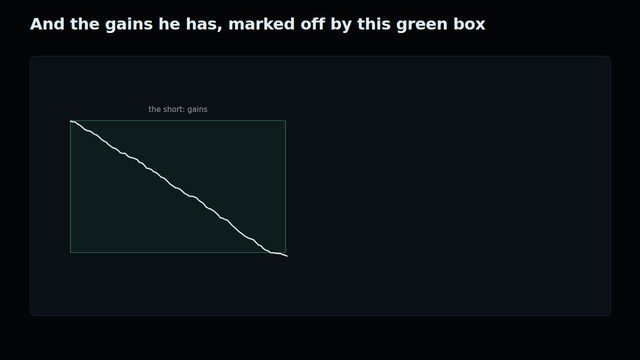 And the gains he has, marked off by this green box
the short: gains